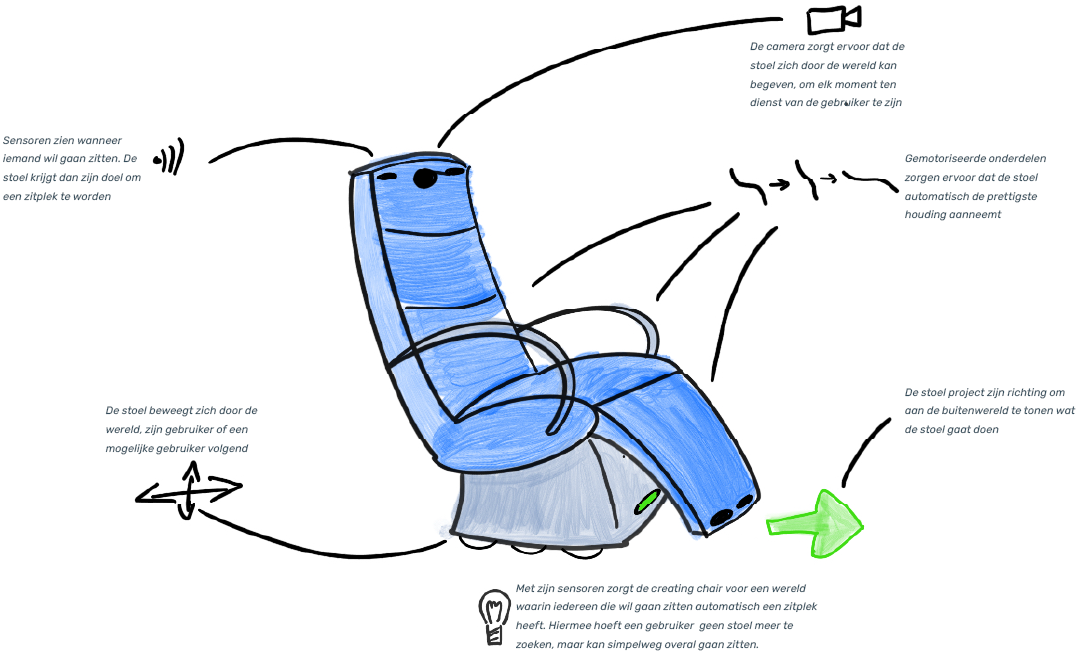 De camera zorgt ervoor dat de
stoel zich door de wereld kan
begeven, om elk moment ten
dienst van de gebruiker te zijn
Sensoren zien wanneer
iemand wil gaan zitten. De
stoel krijgt dan zijn doel om
een zitplek te worden
Gemotoriseerde onderdelen
zorgen ervoor dat de stoel
automatisch de prettigste
houding aanneemt
De stoel project zijn richting om
aan de buitenwereld te tonen wat
de stoel gaat doen
De stoel beweegt zich door de
wereld, zijn gebruiker of een
mogelijke gebruiker volgend
Met zijn sensoren zorgt de creating chair voor een wereld
waarin iedereen die wil gaan zitten automatisch een zitplek
heeft. Hiermee hoeft een gebruiker geen stoel meer te
zoeken, maar kan simpelweg overal gaan zitten.